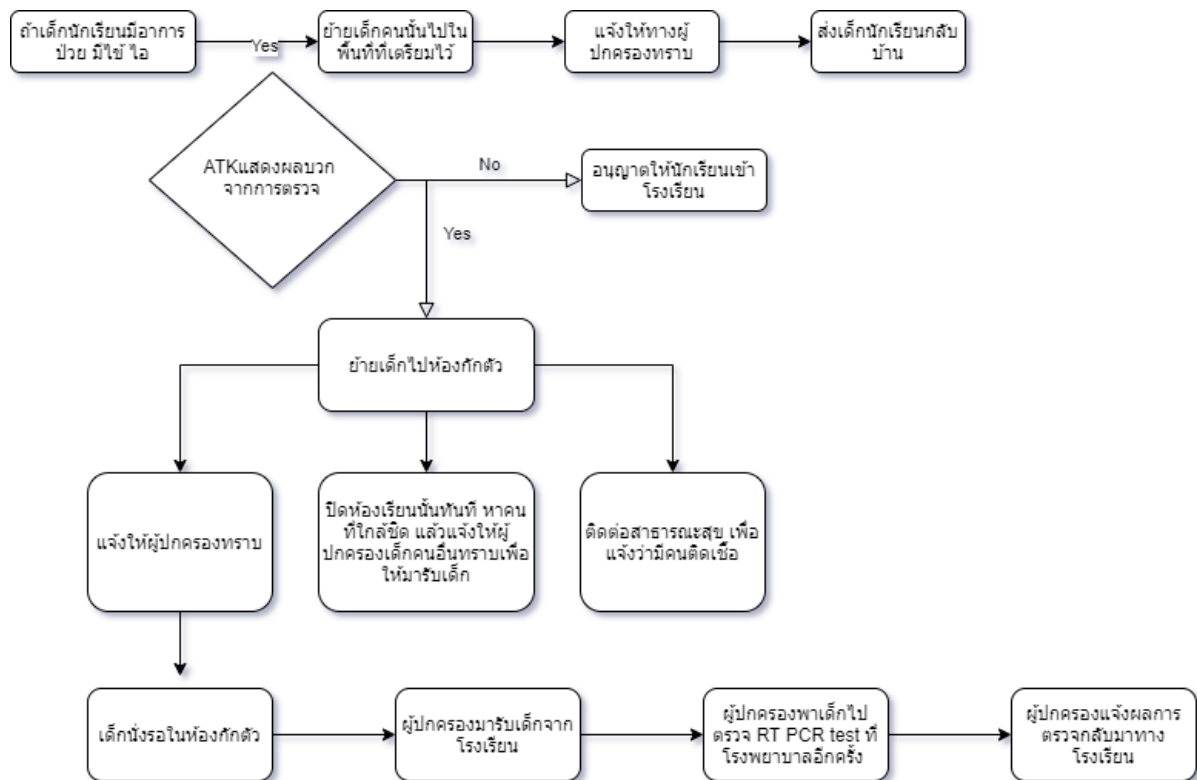 ถ้าเด็กนักเรียนมีอาการ
ป่วย มีไข้ ไอ
Yes
ย้ายเด็กคนนั้นไปใน
พื้นที่ที่เตรียมไว้
แจ้งให้ทางผู้
ปกครองทราบ
ส่งเด็กนักเรียนกลับ
บ้าน
ATKแสดงผลบวก
จากการตรวจ
No
อนุญาตให้นักเรียนเข้า
โรงเรียน
Yes
ย้ายเด็กไปห้องกักตัว
แจ้งให้ผู้ปกครองทราบ
ปิดห้องเรียนนั้นทันที หาคน
ที่ใกล้ชิด แล้วแจ้งให้ผู้
ปกครองเด็กคนอื่นทราบเพื่อ
ให้มารับเด็ก
ติดต่อสาธารณะสุข เพื่อ
แจ้งว่ามีคนติดเชื้อ
เด็กนั่งรอในห้องกักตัว
ผู้ปกครองมารับเด็กจาก
โรงเรียน
ผู้ปกครองพาเด็กไป
ตรวจ RT PCR test ที่
โรงพยาบาลอีกครั้ง
ผู้ปกครองแจ้งผลการ
ตรวจกลับมาทาง
โรงเรียน